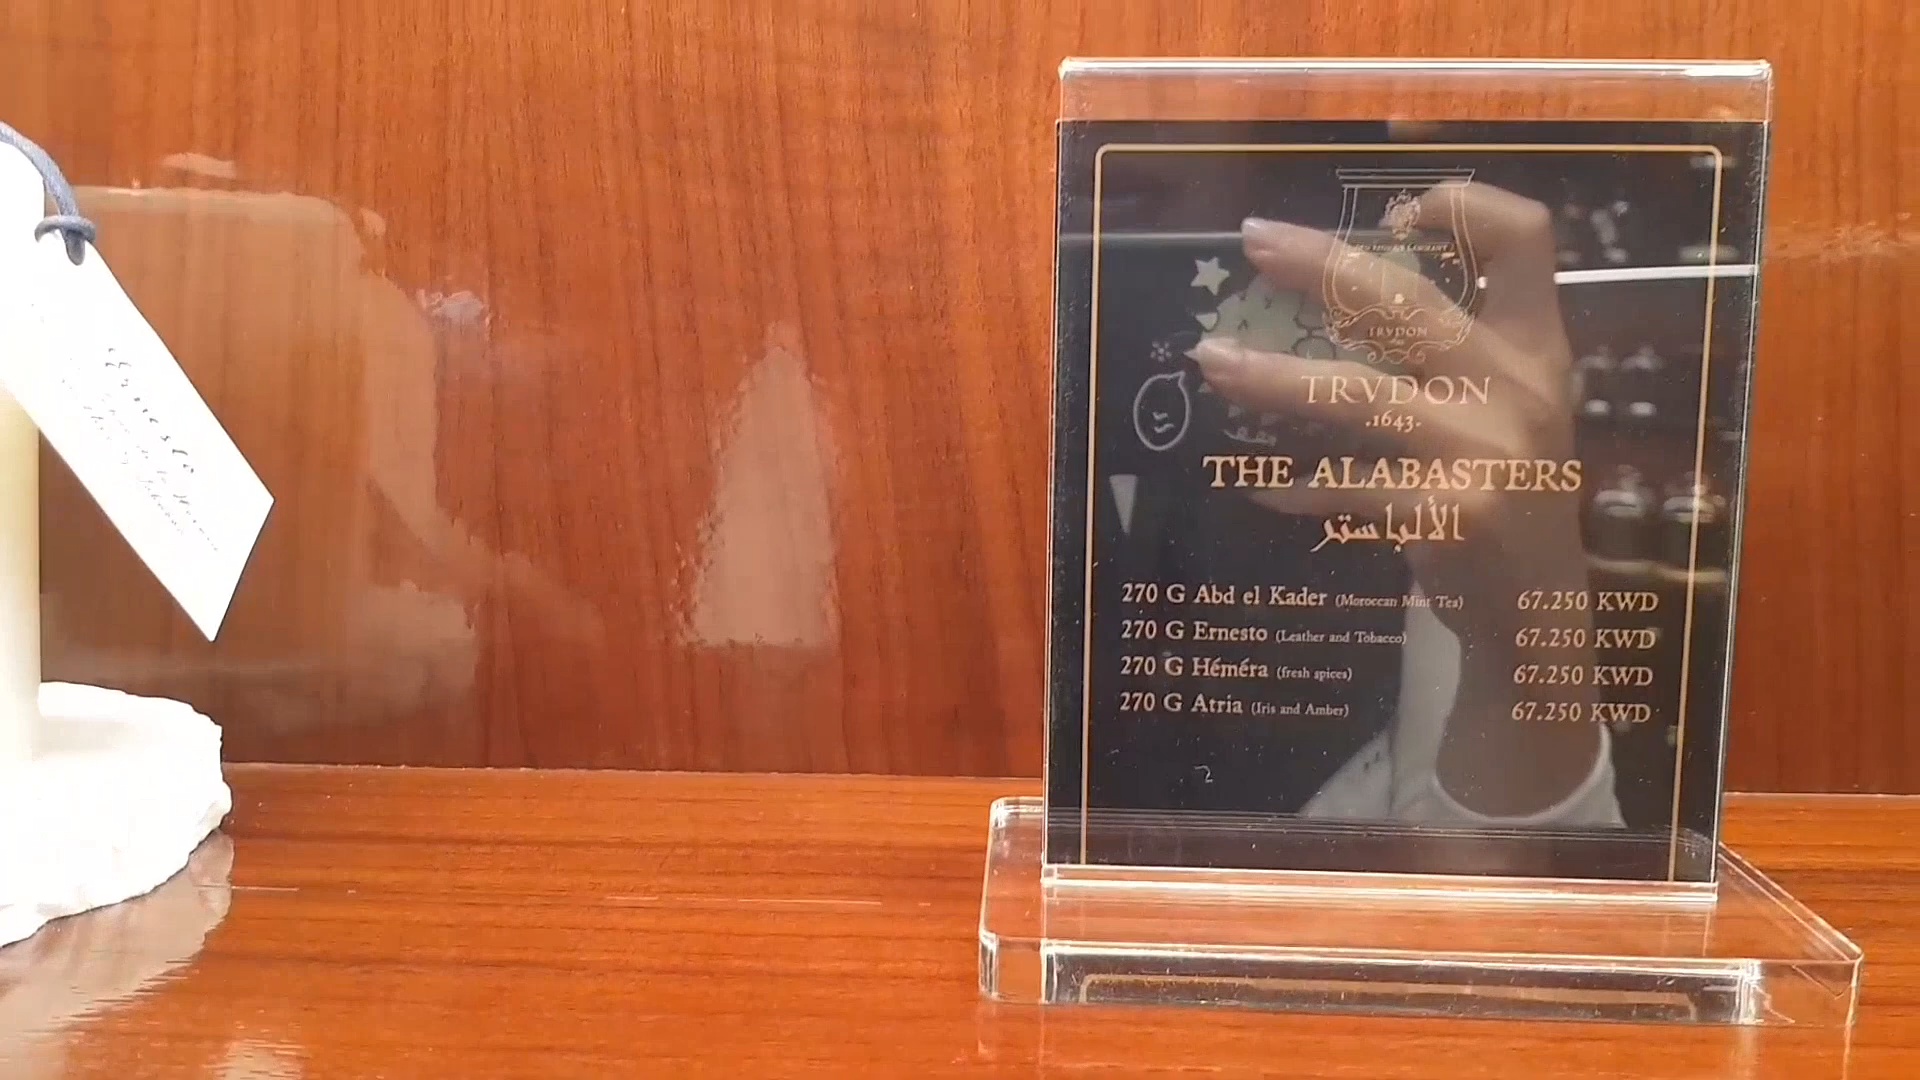 TRVDON
TRVDON
.1643.
THE ALABASTERS
الألباستر
270 G Abd el Kader (Moroccan Mint Tea) 67.250 KWD
270 G Ernesto (Leather and Tobacco) 67.250 KWD
270 G Héméra (fresh spices) 67.250 KWD
270 G Atria (Iris and Amber) 67.250 KWD